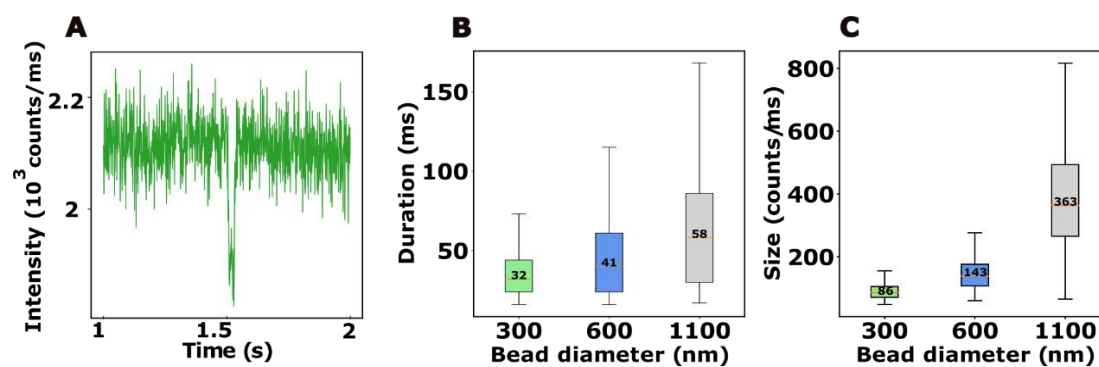 A
Intensity (10³ counts/ms)
2.2
2
1
1.5
2
Time (s)
B
Duration (ms)
150
100
50
32
41
58
300
600
1100
Bead diameter (nm)
C
Size (counts/ms)
800
600
400
200
86
143
363
300
600
1100
Bead diameter (nm)